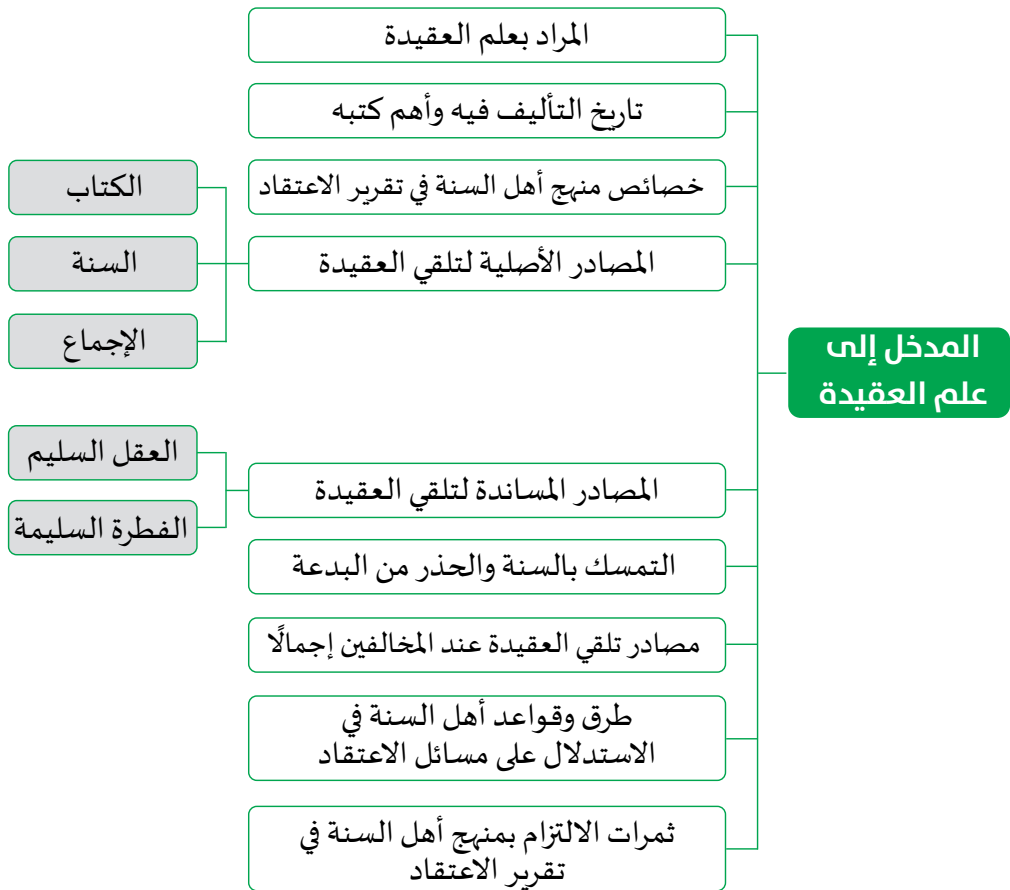 المدخل إلى
علم العقيدة
المراد بعلم العقيدة
تاريخ التأليف فيه وأهم كتبه
خصائص منهج أهل السنة في تقرير الاعتقاد
المصادر الأصلية لتلقي العقيدة
الكتاب
السنة
الإجماع
المصادر المساندة لتلقي العقيدة
العقل السليم
الفطرة السليمة
التمسك بالسنة والحذر من البدعة
مصادر تلقي العقيدة عند المخالفين إجمالًا
طرق وقواعد أهل السنة في
الاستدلال على مسائل الاعتقاد
ثمرات الالتزام بمنهج أهل السنة في
تقرير الاعتقاد